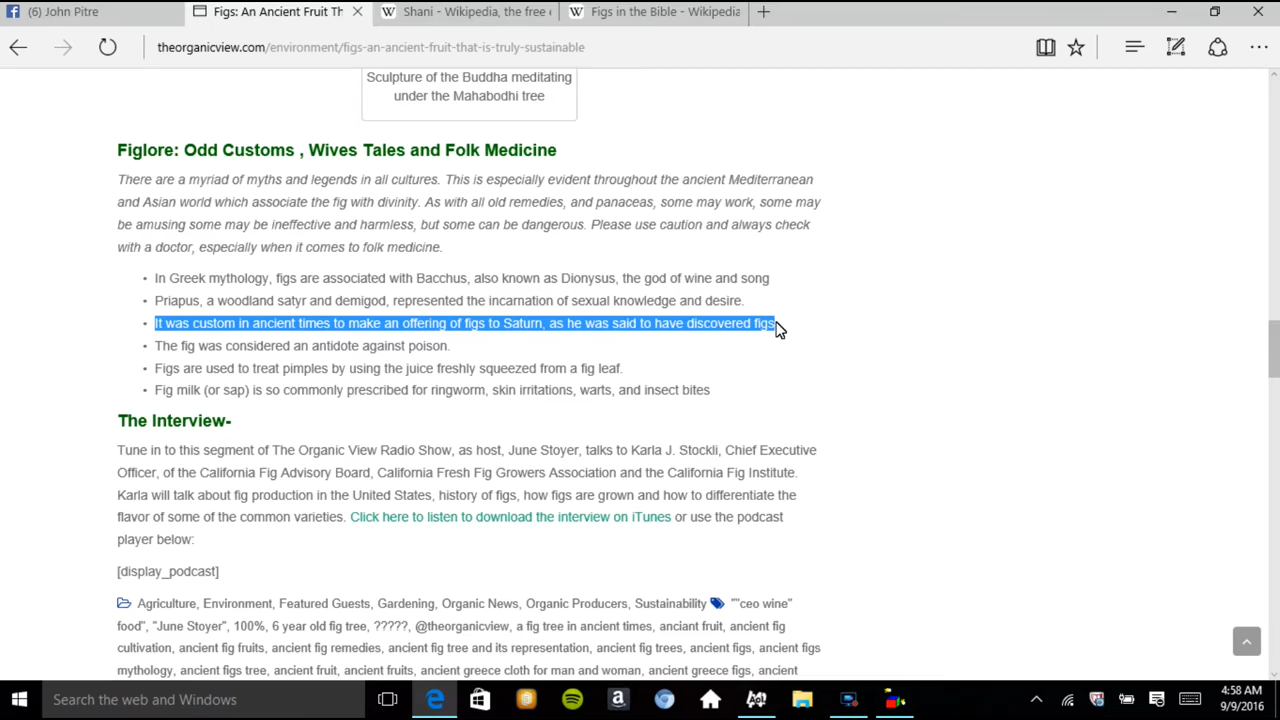 (6) John Pitre
Figs: An Ancient Fruit Th
Shani - Wikipedia, the free e
Figs in the Bible - Wikipedia
theorganicview.com/environment/figs-an-ancient-fruit-that-is-truly-sustainable
Sculpture of the Buddha meditating
under the Mahabodhi tree
Figlore: Odd Customs , Wives Tales and Folk Medicine
There are a myriad of myths and legends in all cultures. This is especially evident throughout the ancient Mediterranean
and Asian world which associate the fig with divinity. As with all old remedies, and panaceas, some may work, some may
be amusing some may be ineffective and harmless, but some can be dangerous. Please use caution and always check
with a doctor, especially when it comes to folk medicine.
• In Greek mythology, figs are associated with Bacchus, also known as Dionysus, the god of wine and song
• Priapus, a woodland satyr and demigod, represented the incarnation of sexual knowledge and desire.
• It was custom in ancient times to make an offering of figs to Saturn, as he was said to have discovered figs
• The fig was considered an antidote against poison.
• Figs are used to treat pimples by using the juice freshly squeezed from a fig leaf.
• Fig milk (or sap) is so commonly prescribed for ringworm, skin irritations, warts, and insect bites
The Interview-
Tune in to this segment of The Organic View Radio Show, as host, June Stoyer, talks to Karla J. Stockli, Chief Executive
Officer, of the California Fig Advisory Board, California Fresh Fig Growers Association and the California Fig Institute.
Karla will talk about fig production in the United States, history of figs, how figs are grown and how to differentiate the
flavor of some of the common varieties. Click here to listen to download the interview on iTunes or use the podcast
player below:
[display_podcast]
Agriculture, Environment, Featured Guests, Gardening, Organic News, Organic Producers, Sustainability ""ceo wine"
food", "June Stoyer", 100%, 6 year old fig tree, ?????, @theorganicview, a fig tree in ancient times, anciant fruit, ancient fig
cultivation, ancient fig fruits, ancient fig remedies, ancient fig tree and its representation, ancient fig trees, ancient figs, ancient figs
mythology, ancient figs tree, ancient fruit, ancient fruits, ancient greece cloth for man and woman, ancient greece figs, ancient
Search the web and Windows
4:58 AM
9/9/2016